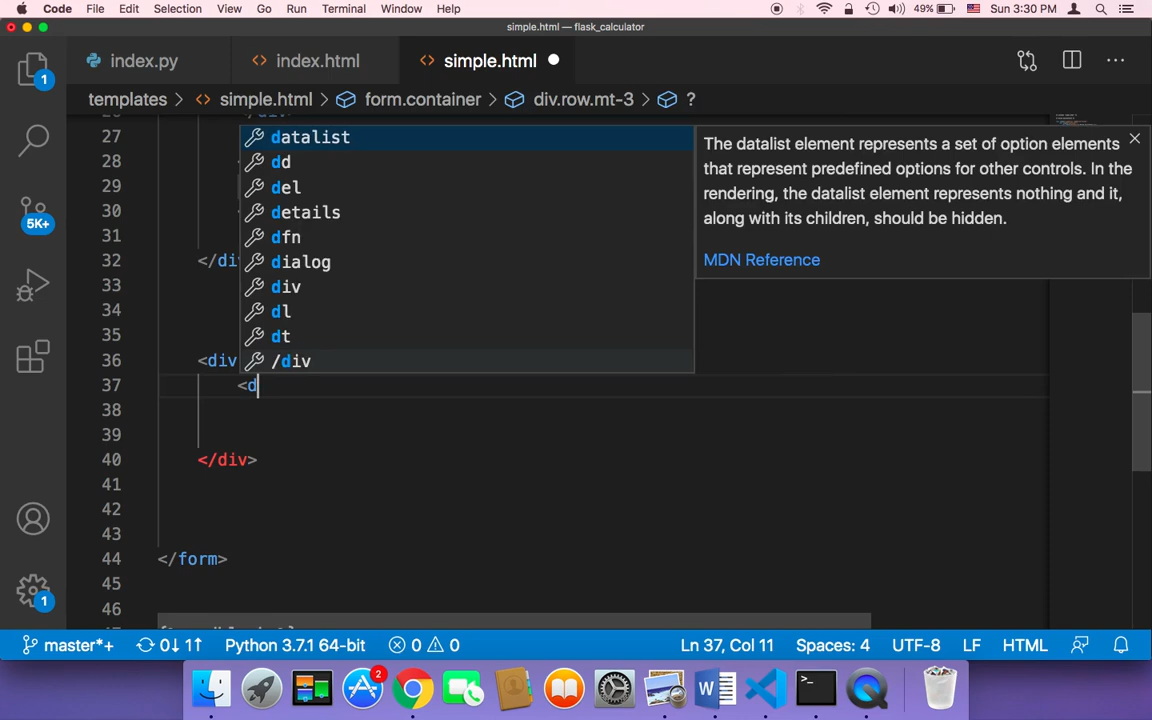 Code File Edit Selection View Go Run Terminal Window Help 49% Sun 3:30 PM
simple.html — flask_calculator
index.py index.html simple.html
templates > simple.html > form.container > div.row.mt-3 > ?
27
28
29
30
31
32 </di
33
34
35
36 <div
37 <d
38
39
40 </div>
41
42
43
44 </form>
45
46
datalist
dd
del
details
dfn
dialog
div
dl
dt
/div
The datalist element represents a set of option elements
that represent predefined options for other controls. In the
rendering, the datalist element represents nothing and it,
along with its children, should be hidden.
MDN Reference
1
5K+
1
master*+ 0↓ 1↑ Python 3.7.1 64-bit 0 0 Ln 37, Col 11 Spaces: 4 UTF-8 LF HTML
2
W
>_